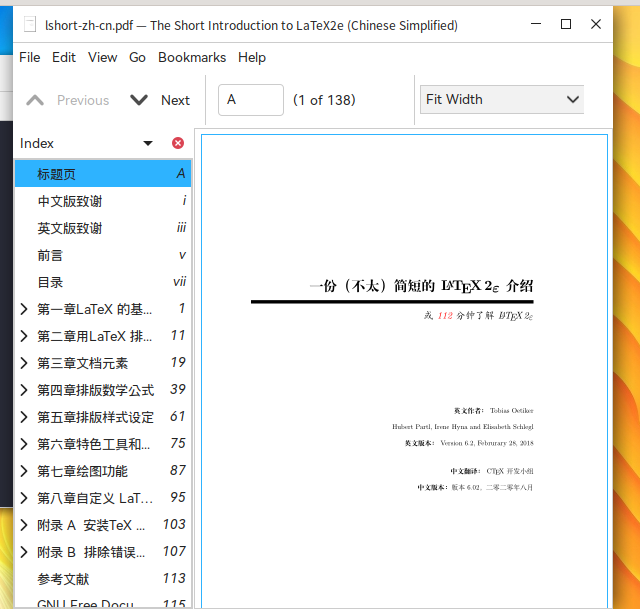 lshort-zh-cn.pdf — The Short Introduction to LaTeX2e (Chinese Simplified)
File Edit View Go Bookmarks Help
Previous Next A (1 of 138) Fit Width
Index
标题页 A
中文版致谢 i
英文版致谢 iii
前言 v
目录 vii
第一章LaTeX 的基... 1
第二章用LaTeX 排... 11
第三章文档元素 19
第四章排版数学公式 39
第五章排版样式设定 61
第六章特色工具和... 75
第七章绘图功能 87
第八章自定义 LaT... 95
附录 A 安装TeX ... 103
附录 B 排除错误... 107
参考文献 113
GNU Free Docu... 115
一份（不太）简短的 LATEX 2ε 介绍
或 112 分钟了解 LATEX 2ε
英文作者： Tobias Oetiker
Hubert Partl, Irene Hyna and Elisabeth Schlegl
英文版本： Version 6.2, Februrary 28, 2018
中文翻译： CTEX 开发小组
中文版本： 版本 6.02，二零二零年八月